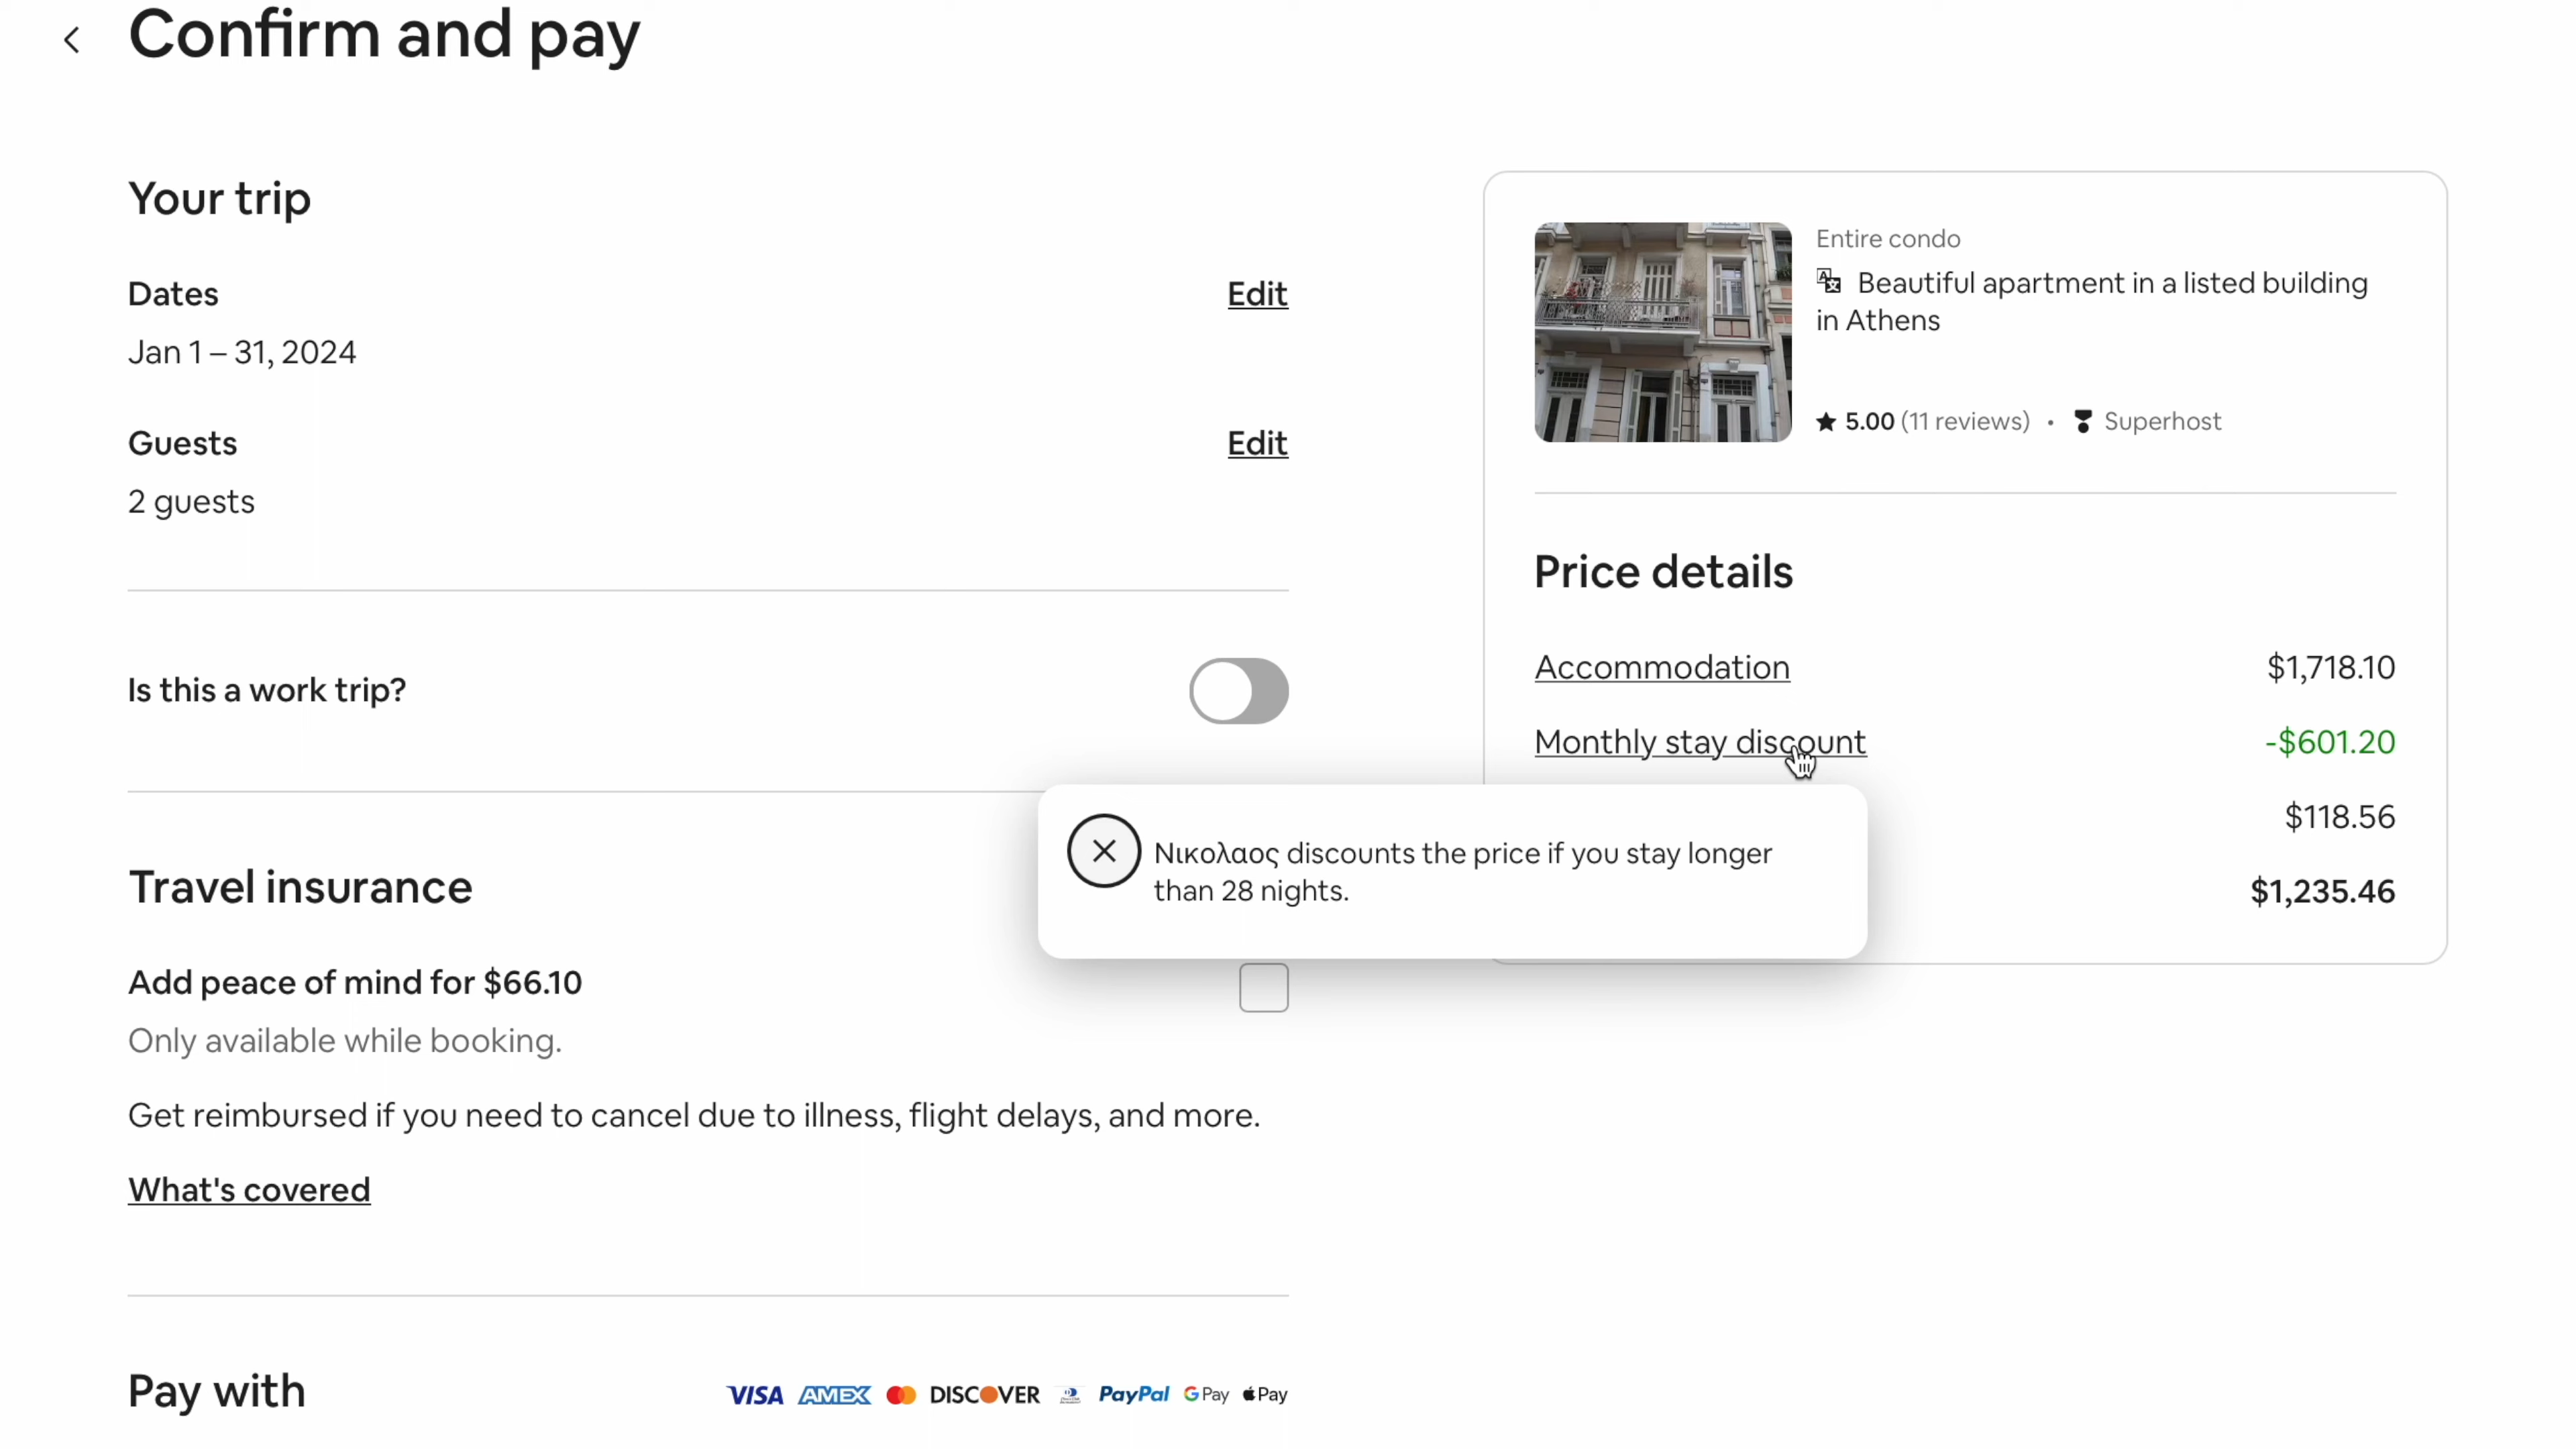 Confirm and pay
Your trip
Dates
Edit
Jan 1 – 31, 2024
Guests
Edit
2 guests
Is this a work trip?
Travel insurance
Add peace of mind for $66.10
Only available while booking.
Get reimbursed if you need to cancel due to illness, flight delays, and more.
What's covered
Pay with
VISA AMEX DISCOVER PayPal G Pay Pay
Entire condo
Beautiful apartment in a listed building
in Athens
5.00 (11 reviews) · Superhost
Price details
Accommodation $1,718.10
Monthly stay discount -$601.20
$118.56
$1,235.46
Νικολαος discounts the price if you stay longer
than 28 nights.